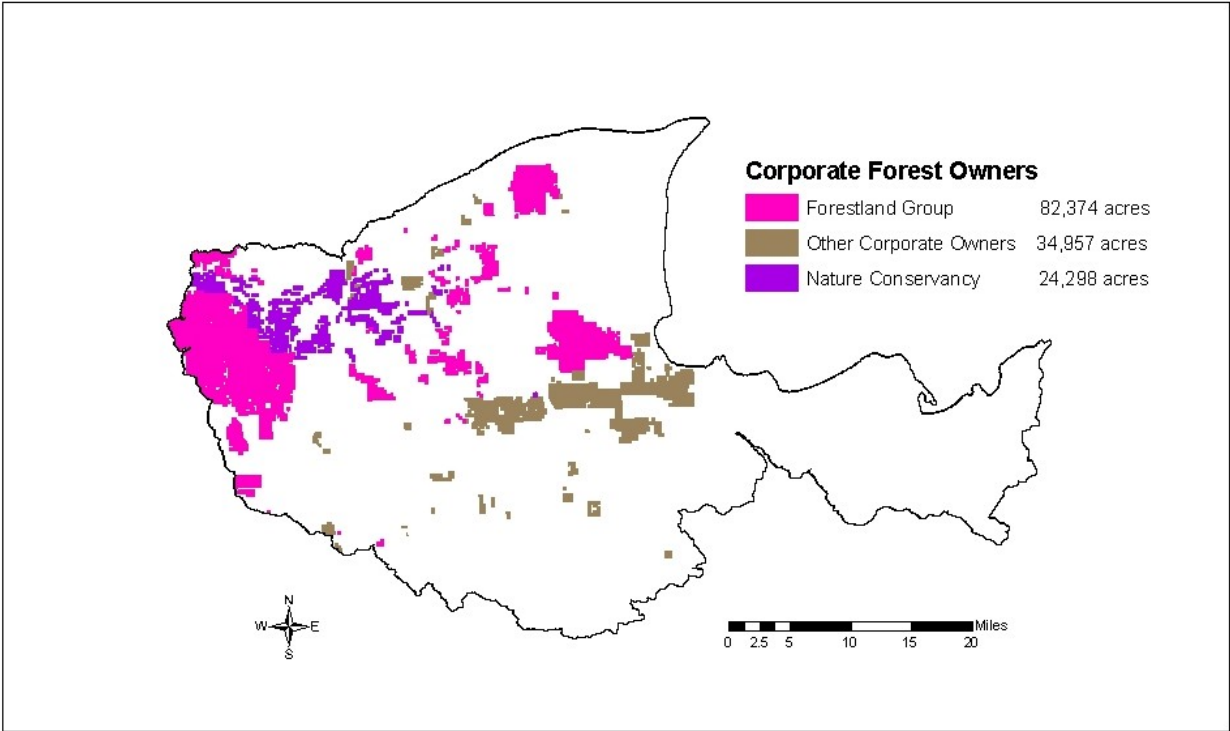 Corporate Forest Owners
Forestland Group 82,374 acres
Other Corporate Owners 34,957 acres
Nature Conservancy 24,298 acres
N
W E
S
Miles
0 2.5 5 10 15 20